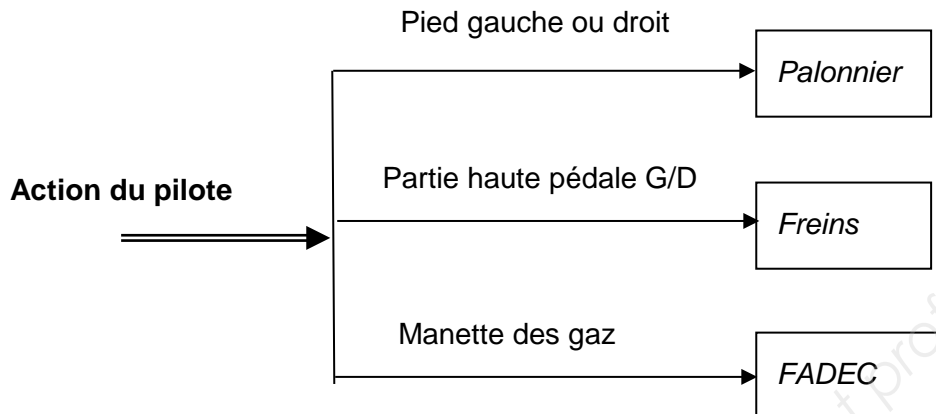 Pied gauche ou droit
Palonnier
Action du pilote
Partie haute pédale G/D
Freins
Manette des gaz
FADEC